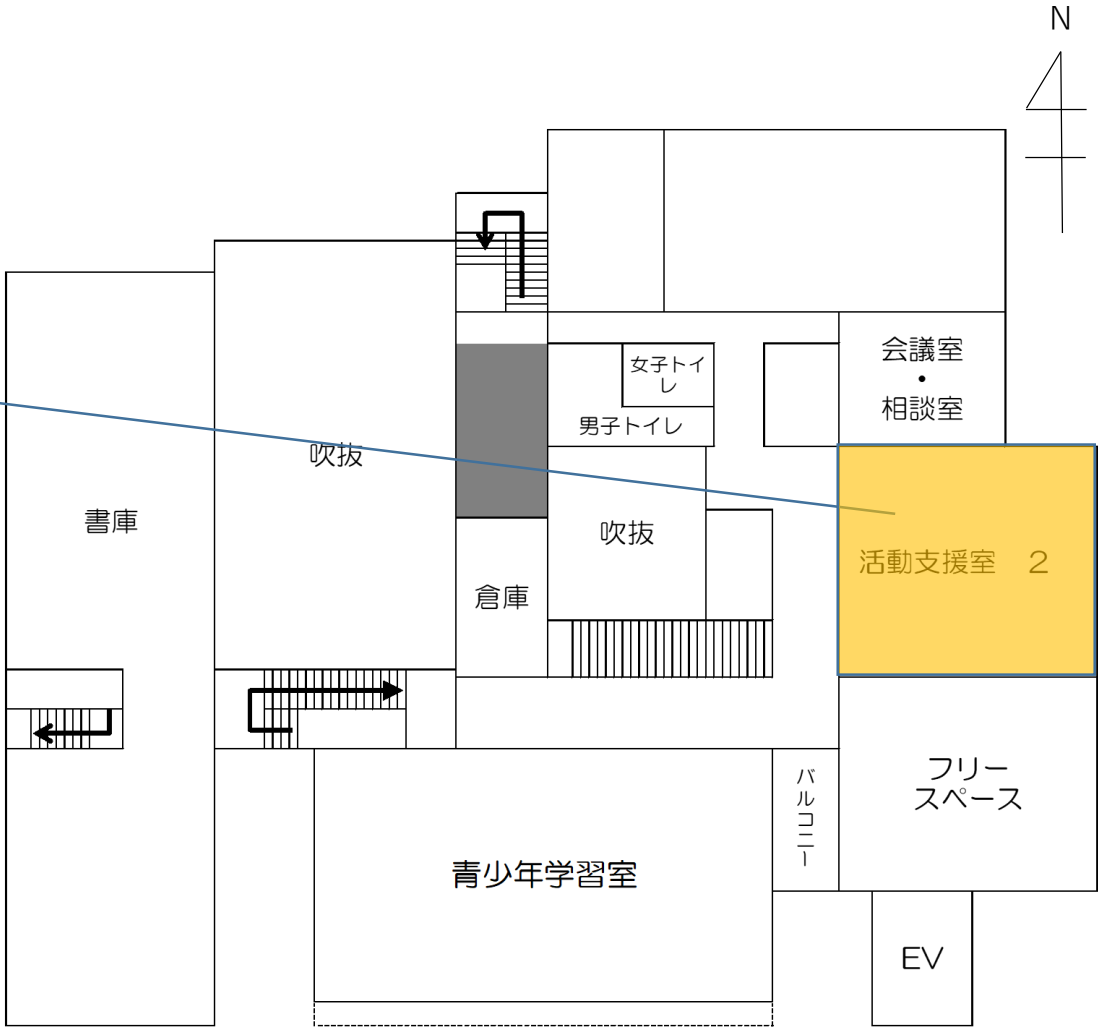 N
会議室
・
相談室
女子トイ
レ
男子トイレ
吹抜
書庫
吹抜
活動支援室　２
倉庫
フリー
スペース
バルコニー
青少年学習室
EV